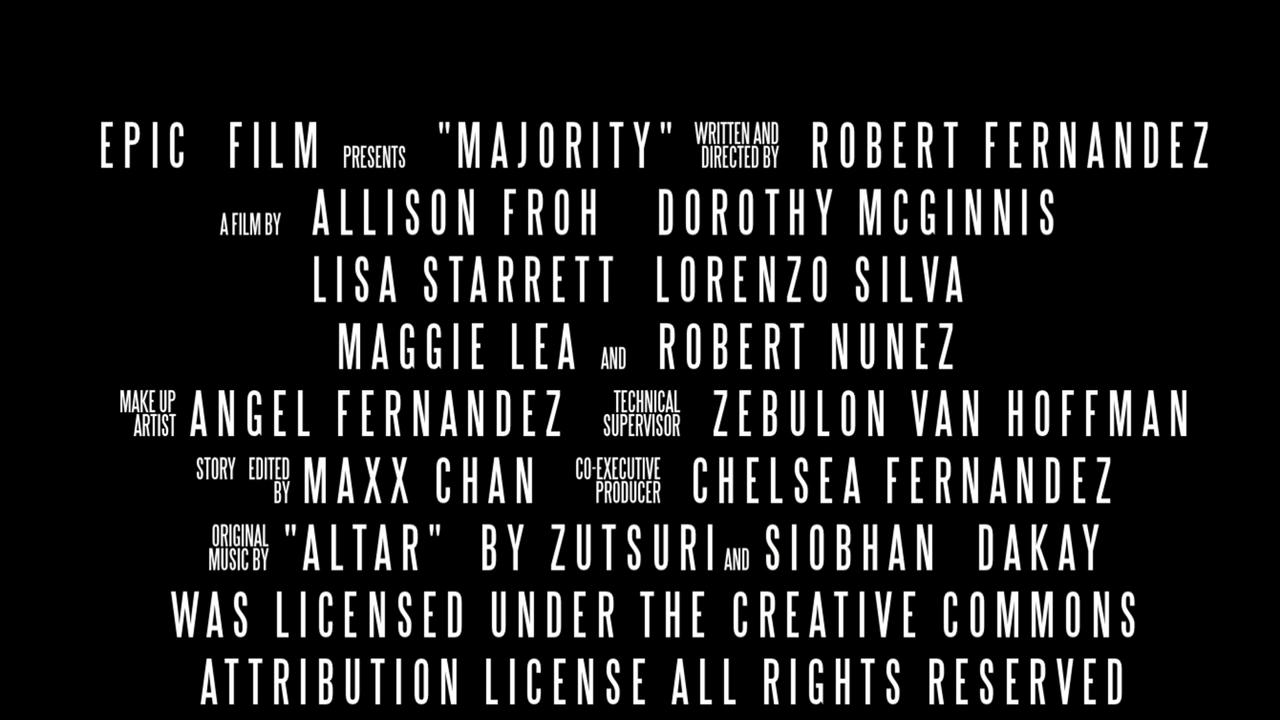 EPIC FILM PRESENTS "MAJORITY" WRITTEN AND DIRECTED BY ROBERT FERNANDEZ
A FILM BY ALLISON FROH DOROTHY MCGINNIS
LISA STARRETT LORENZO SILVA
MAGGIE LEA AND ROBERT NUNEZ
MAKE UP ARTIST ANGEL FERNANDEZ TECHNICAL SUPERVISOR ZEBULON VAN HOFFMAN
STORY EDITED BY MAXX CHAN CO-EXECUTIVE PRODUCER CHELSEA FERNANDEZ
ORIGINAL MUSIC BY "ALTAR" BY ZUTSURI AND SIOBHAN DAKAY
WAS LICENSED UNDER THE CREATIVE COMMONS
ATTRIBUTION LICENSE ALL RIGHTS RESERVED